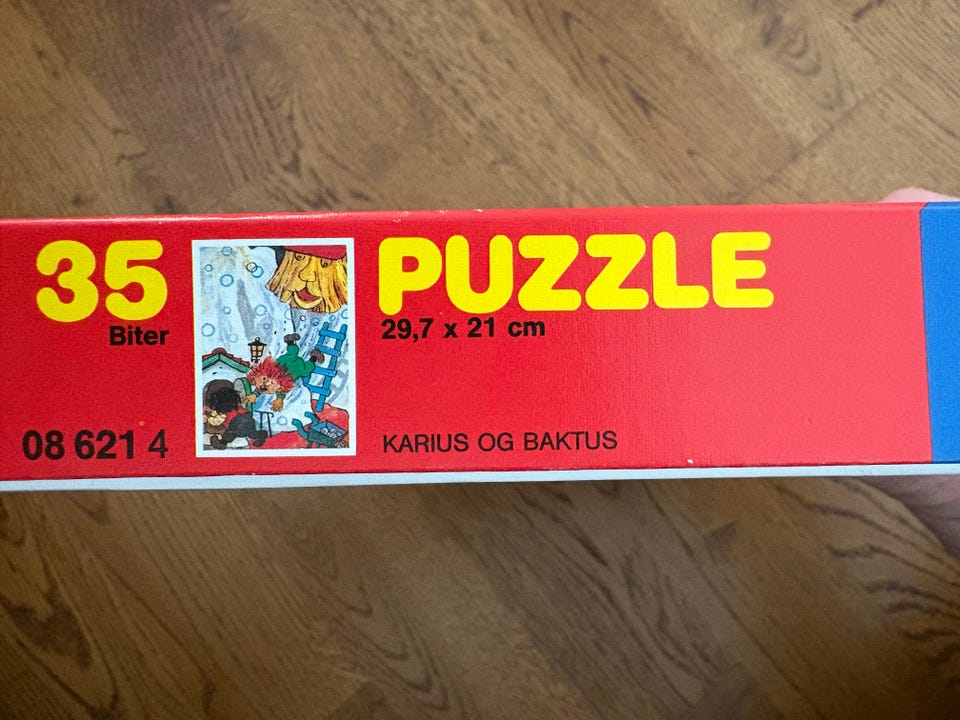 35
Biter
08 621 4
PUZZLE
29,7 x 21 cm
KARIUS OG BAKTUS